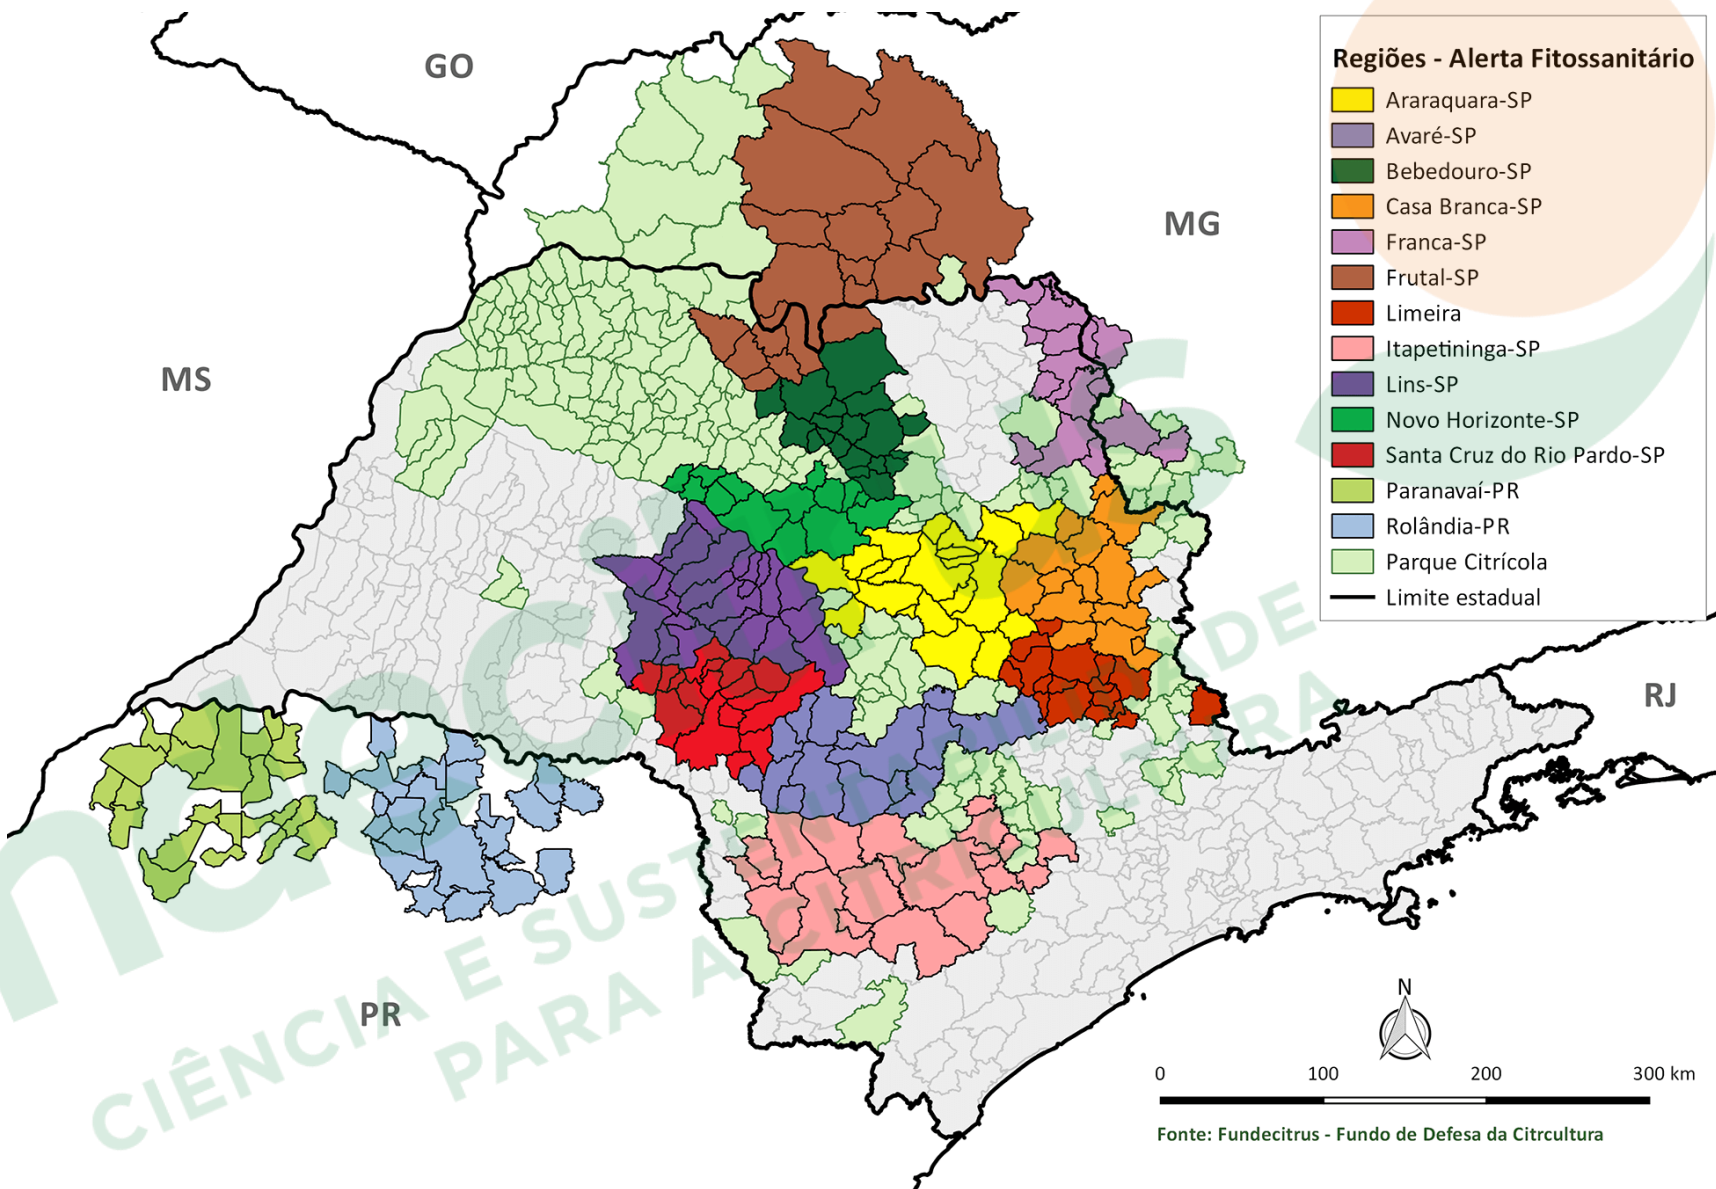 GO
MG
MS
RJ
PR
Regiões - Alerta Fitossanitário
Araraquara-SP
Avaré-SP
Bebedouro-SP
Casa Branca-SP
Franca-SP
Frutal-SP
Limeira
Itapetininga-SP
Lins-SP
Novo Horizonte-SP
Santa Cruz do Rio Pardo-SP
Paranavaí-PR
Rolândia-PR
Parque Citrícola
Limite estadual
N
0 100 200 300 km
Fonte: Fundecitrus - Fundo de Defesa da Citrcultura
ndecitrus
CIÊNCIA E SUSTENTABILIDADE
PARA A CITRICULTURA